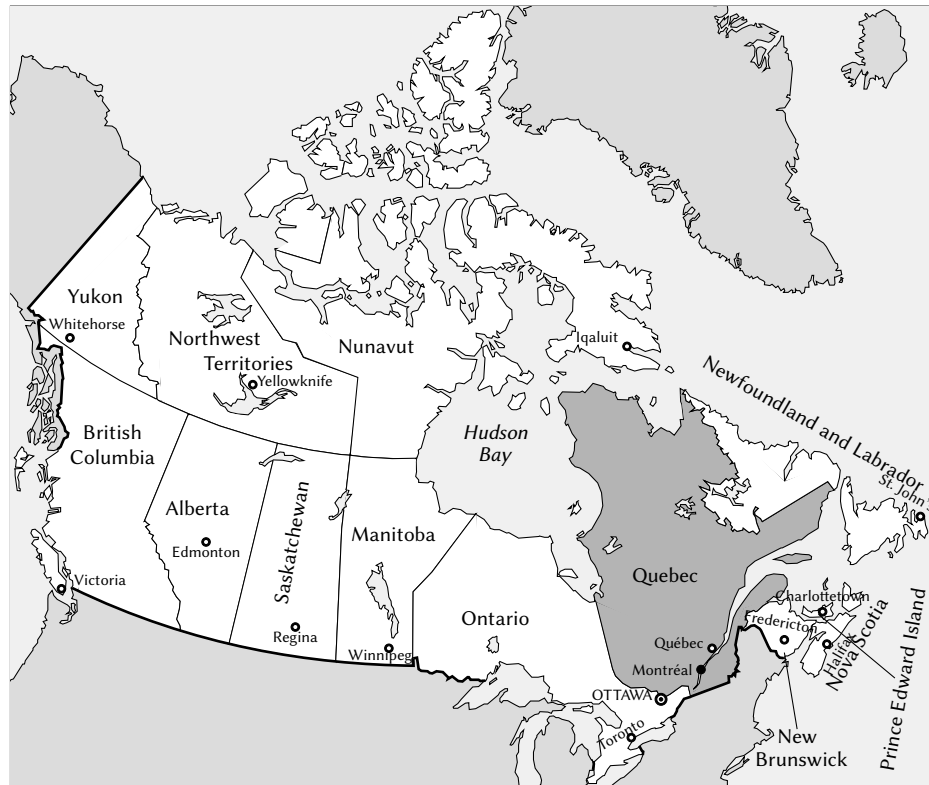 Yukon
Whitehorse
Northwest
Territories
Yellowknife
Nunavut
Iqaluit
Newfoundland and Labrador
St. John's
British
Columbia
Hudson
Bay
Alberta
Edmonton
Saskatchewan
Manitoba
Quebec
Victoria
Charlottetown
Ontario
Fredericton
Regina
Winnipeg
Québec
Halifax
Nova Scotia
Montréal
Prince Edward Island
OTTAWA
Toronto
New
Brunswick